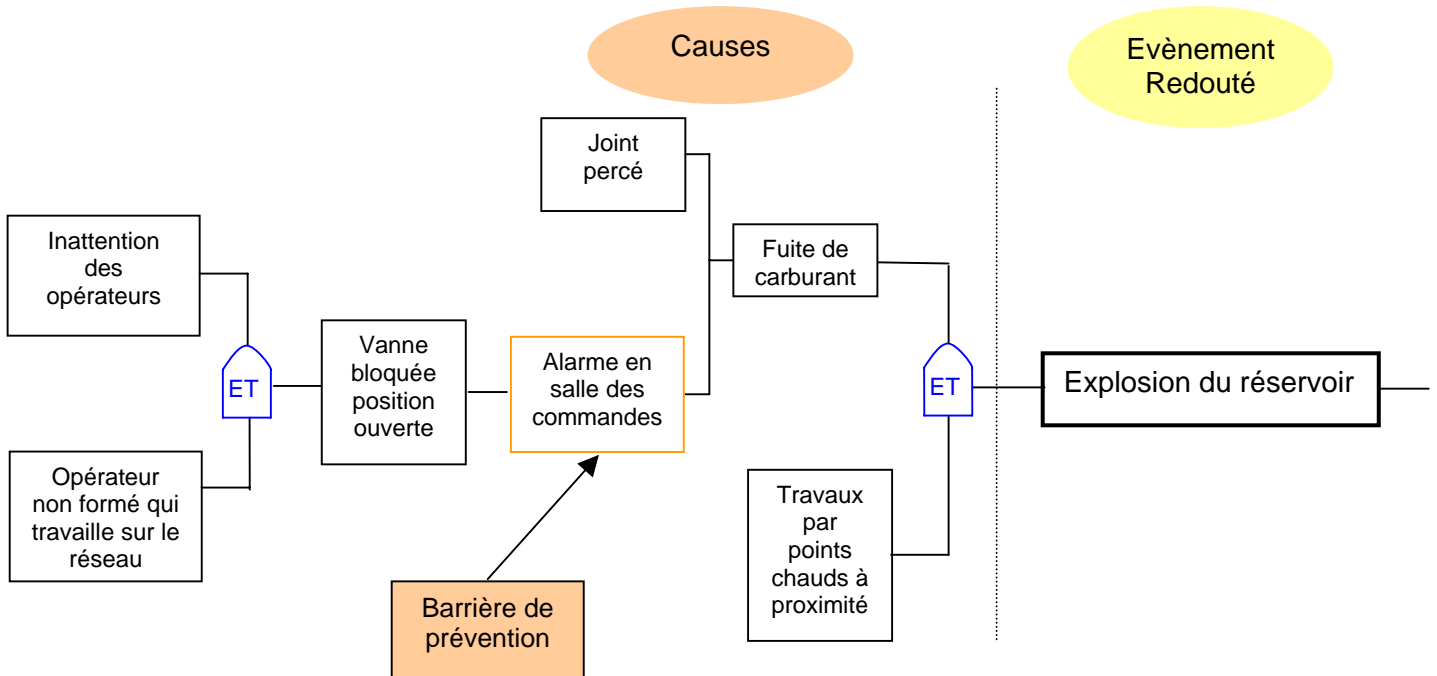 Causes
Evènement
Redouté
Joint
percé
Inattention
des
opérateurs
Fuite de
carburant
Vanne
bloquée
position
ouverte
Alarme en
salle des
commandes
ET
ET
Explosion du réservoir
Opérateur
non formé qui
travaille sur le
réseau
Travaux
par
points
chauds à
proximité
Barrière de
prévention